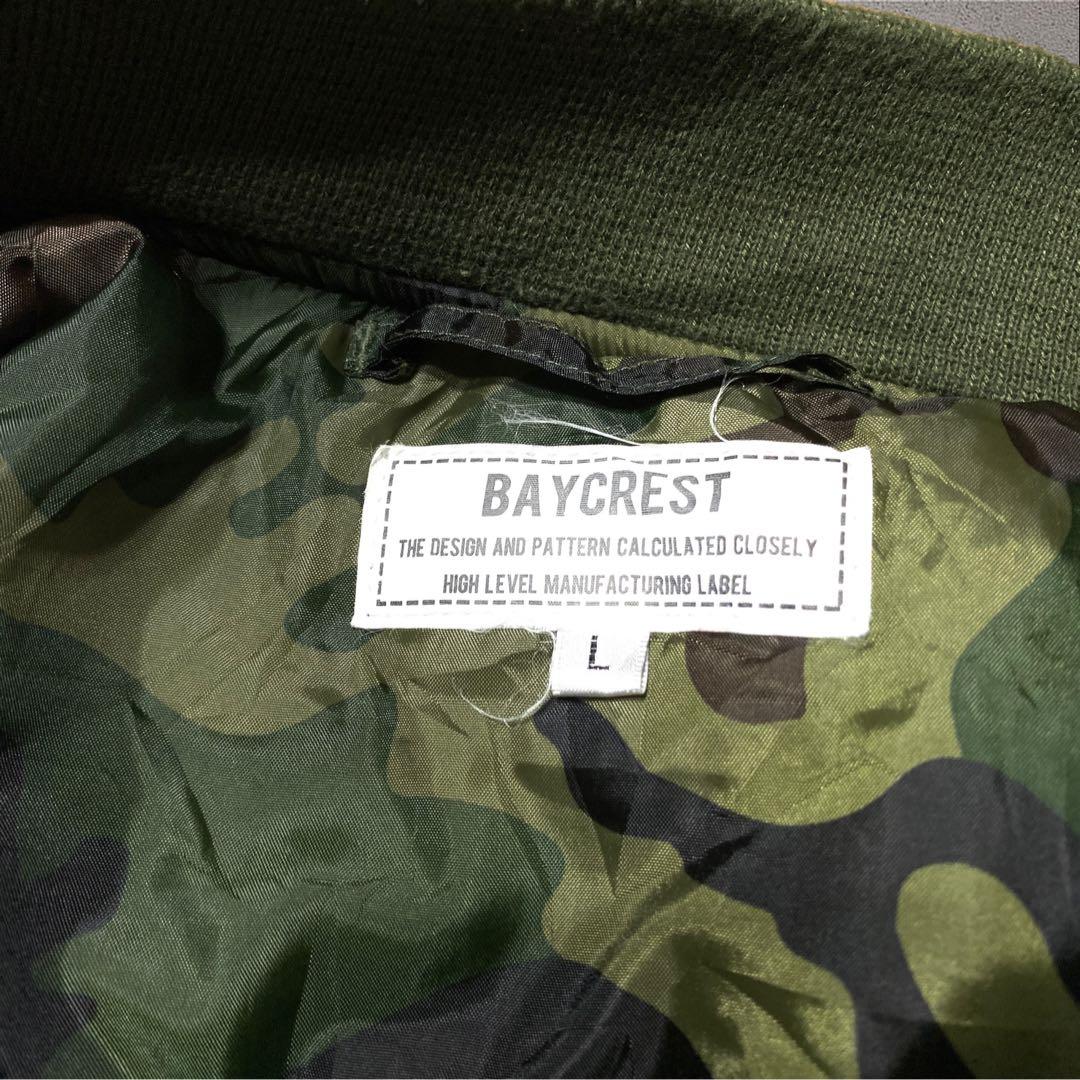 BAYCREST
THE DESIGN AND PATTERN CALCULATED CLOSELY
HIGH LEVEL MANUFACTURING LABEL
L